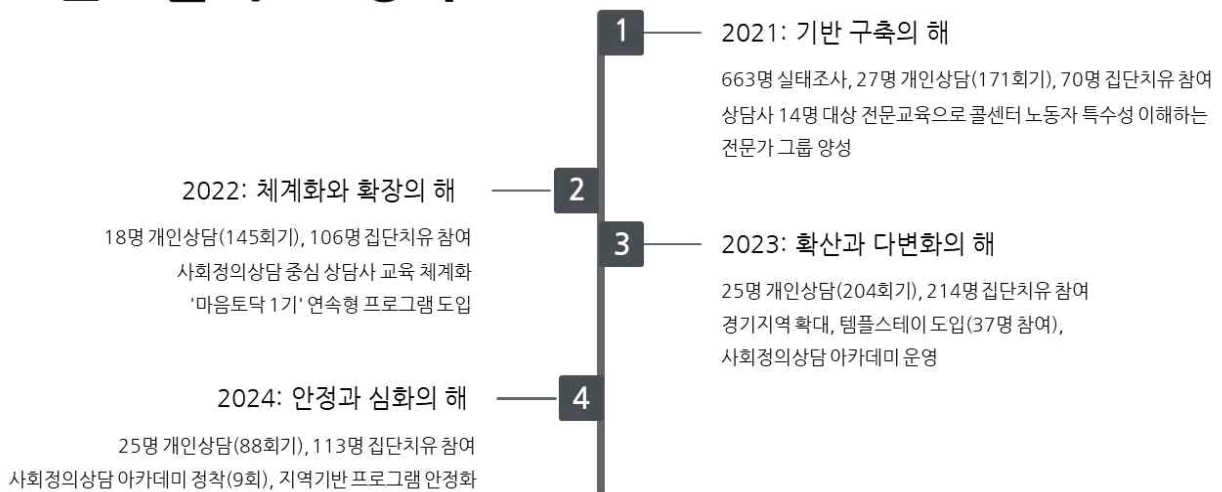 1
2021: 기반 구축의 해
663명 실태조사, 27명 개인상담(171회기), 70명 집단치유 참여
상담사 14명 대상 전문교육으로 콜센터 노동자 특수성 이해하는
전문가 그룹 양성
2022: 체계화와 확장의 해
2
18명 개인상담(145회기), 106명 집단치유 참여
사회정의상담 중심 상담사 교육 체계화
'마음토닥 1기' 연속형 프로그램 도입
3
2023: 확산과 다변화의 해
25명 개인상담(204회기), 214명 집단치유 참여
경기지역 확대, 템플스테이 도입(37명 참여),
사회정의상담 아카데미 운영
2024: 안정과 심화의 해
4
25명 개인상담(88회기), 113명 집단치유 참여
사회정의상담 아카데미 정착(9회), 지역기반 프로그램 안정화